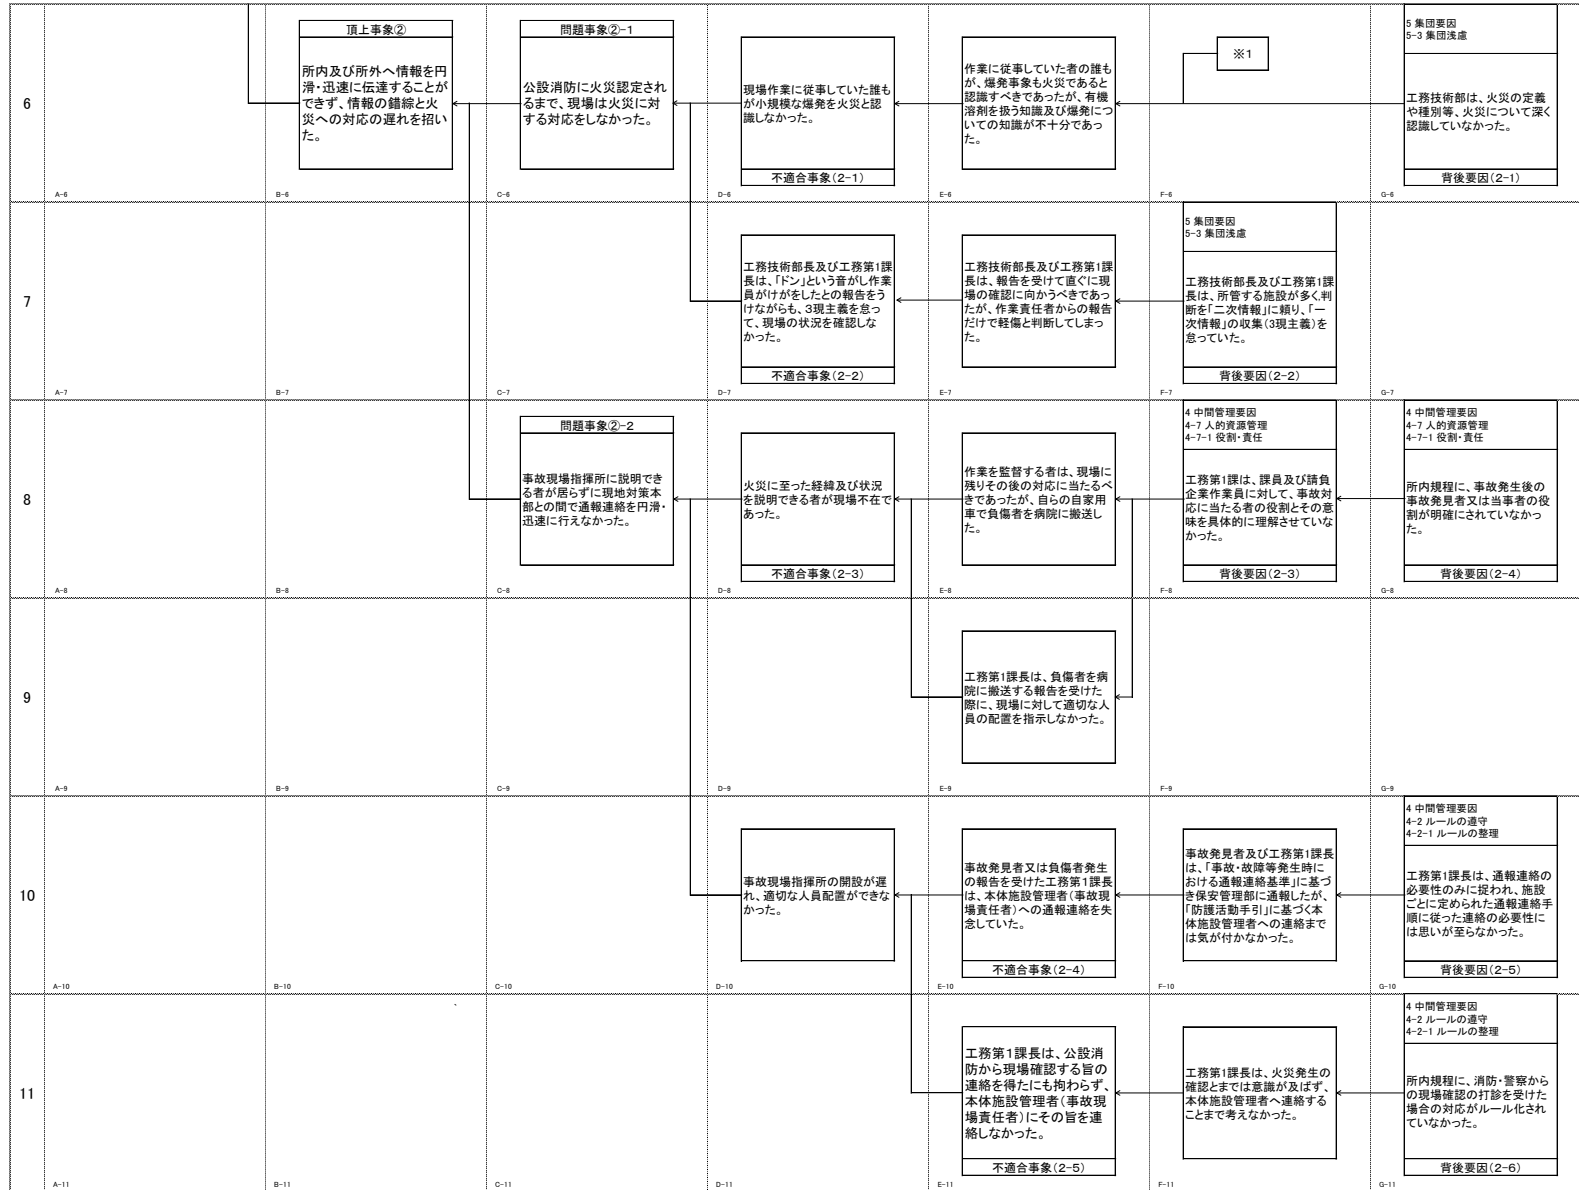 6
頂上事象②
所内及び所外へ情報を円
滑・迅速に伝達することが
できず、情報の錯綜と火
災への対応の遅れを招い
た。
問題事象②-1
公設消防に火災認定され
るまで、現場は火災に対
する対応をしなかった。
現場作業に従事していた誰も
が小規模な爆発を火災と認
識しなかった。
不適合事象(2-1)
作業に従事していた者の誰も
が、爆発事象も火災であると
認識すべきであったが、有機
溶剤を扱う知識及び爆発につ
いての知識が不十分であっ
た。
※1
5 集団要因
5-3 集団浅慮
工務技術部は、火災の定義
や種別等、火災について深く
認識していなかった。
背後要因(2-1)
A-6
B-6
C-6
D-6
E-6
F-6
G-6
7
工務技術部長及び工務第1課
長は、「ドン」という音がし作業
員がけがをしたとの報告をう
けながらも、3現主義を怠っ
て、現場の状況を確認しな
かった。
不適合事象(2-2)
工務技術部長及び工務第1課
長は、報告を受けて直ぐに現
場の確認に向かうべきであっ
たが、作業責任者からの報告
だけで軽傷と判断してしまっ
た。
5 集団要因
5-3 集団浅慮
工務技術部長及び工務第1課
長は、所管する施設が多く、判
断を「二次情報」に頼り、「一
次情報」の収集(3現主義)を
怠っていた。
背後要因(2-2)
A-7
B-7
C-7
D-7
E-7
F-7
G-7
8
問題事象②-2
事故現場指揮所に説明でき
る者が居らずに現地対策本
部との間で通報連絡を円滑・
迅速に行えなかった。
火災に至った経緯及び状況
を説明できる者が現場不在で
あった。
不適合事象(2-3)
作業を監督する者は、現場に
残りその後の対応に当たるべ
きであったが、自らの自家用
車で負傷者を病院に搬送し
た。
4 中間管理要因
4-7 人的資源管理
4-7-1 役割・責任
工務第1課は、課員及び請負
企業作業員に対して、事故対
応に当たる者の役割とその意
味を具体的に理解させていな
かった。
背後要因(2-3)
4 中間管理要因
4-7 人的資源管理
4-7-1 役割・責任
所内規程に、事故発生後の
事故発見者又は当事者の役
割が明確にされていなかっ
た。
背後要因(2-4)
A-8
B-8
C-8
D-8
E-8
F-8
G-8
9
工務第1課長は、負傷者を病
院に搬送する報告を受けた
際に、現場に対して適切な人
員の配置を指示しなかった。
A-9
B-9
C-9
D-9
E-9
F-9
G-9
10
事故現場指揮所の開設が遅
れ、適切な人員配置ができな
かった。
事故発見者又は負傷者発生
の報告を受けた工務第1課長
は、本体施設管理者(事故現
場責任者)への通報連絡を失
念していた。
不適合事象(2-4)
事故発見者及び工務第1課長
は、「事故・故障等発生時に
おける通報連絡基準」に基づ
き保安管理部に通報したが、
「防護活動手引」に基づく本
体施設管理者への連絡まで
は気が付かなかった。
4 中間管理要因
4-2 ルールの遵守
4-2-1 ルールの整理
工務第1課長は、通報連絡の
必要性のみに捉われ、施設
ごとに定められた通報連絡手
順に従った連絡の必要性に
は思いが至らなかった。
背後要因(2-5)
A-10
B-10
C-10
D-10
E-10
F-10
G-10
11
工務第1課長は、公設消
防から現場確認する旨の
連絡を得たにも拘わらず、
本体施設管理者(事故現
場責任者)にその旨を連
絡しなかった。
不適合事象(2-5)
工務第1課長は、火災発生の
確認とまでは意識が及ばず、
本体施設管理者へ連絡する
ことまで考えなかった。
4 中間管理要因
4-2 ルールの遵守
4-2-1 ルールの整理
所内規程に、消防・警察から
の現場確認の打診を受けた
場合の対応がルール化され
ていなかった。
背後要因(2-6)
A-11
B-11
C-11
D-11
E-11
F-11
G-11